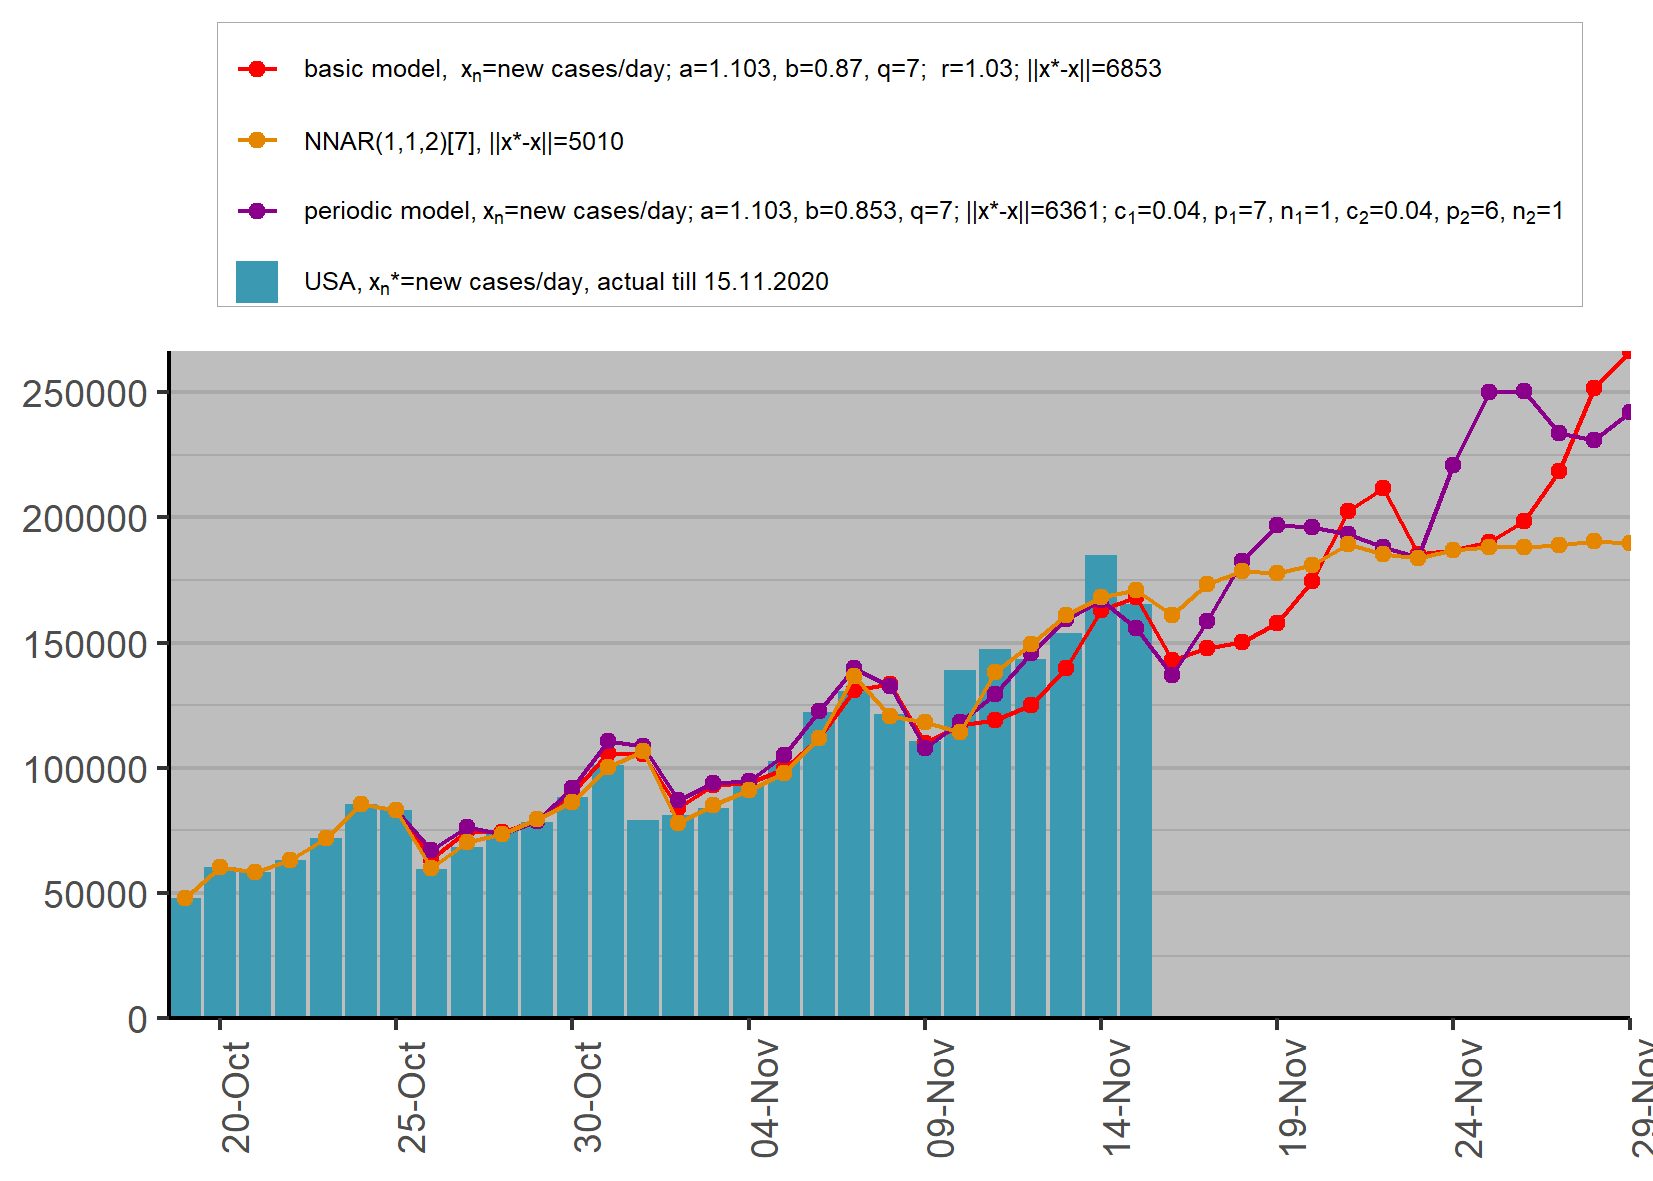 basic model, xₙ=new cases/day; a=1.103, b=0.87, q=7; r=1.03; ||x*-x||=6853
NNAR(1,1,2)[7], ||x*-x||=5010
periodic model, xₙ=new cases/day; a=1.103, b=0.853, q=7; ||x*-x||=6361; c₁=0.04, p₁=7, n₁=1, c₂=0.04, p₂=6, n₂=1
USA, xₙ*=new cases/day, actual till 15.11.2020
250000
200000
150000
100000
50000
0
20-Oct
25-Oct
30-Oct
04-Nov
09-Nov
14-Nov
19-Nov
24-Nov
29-Nov